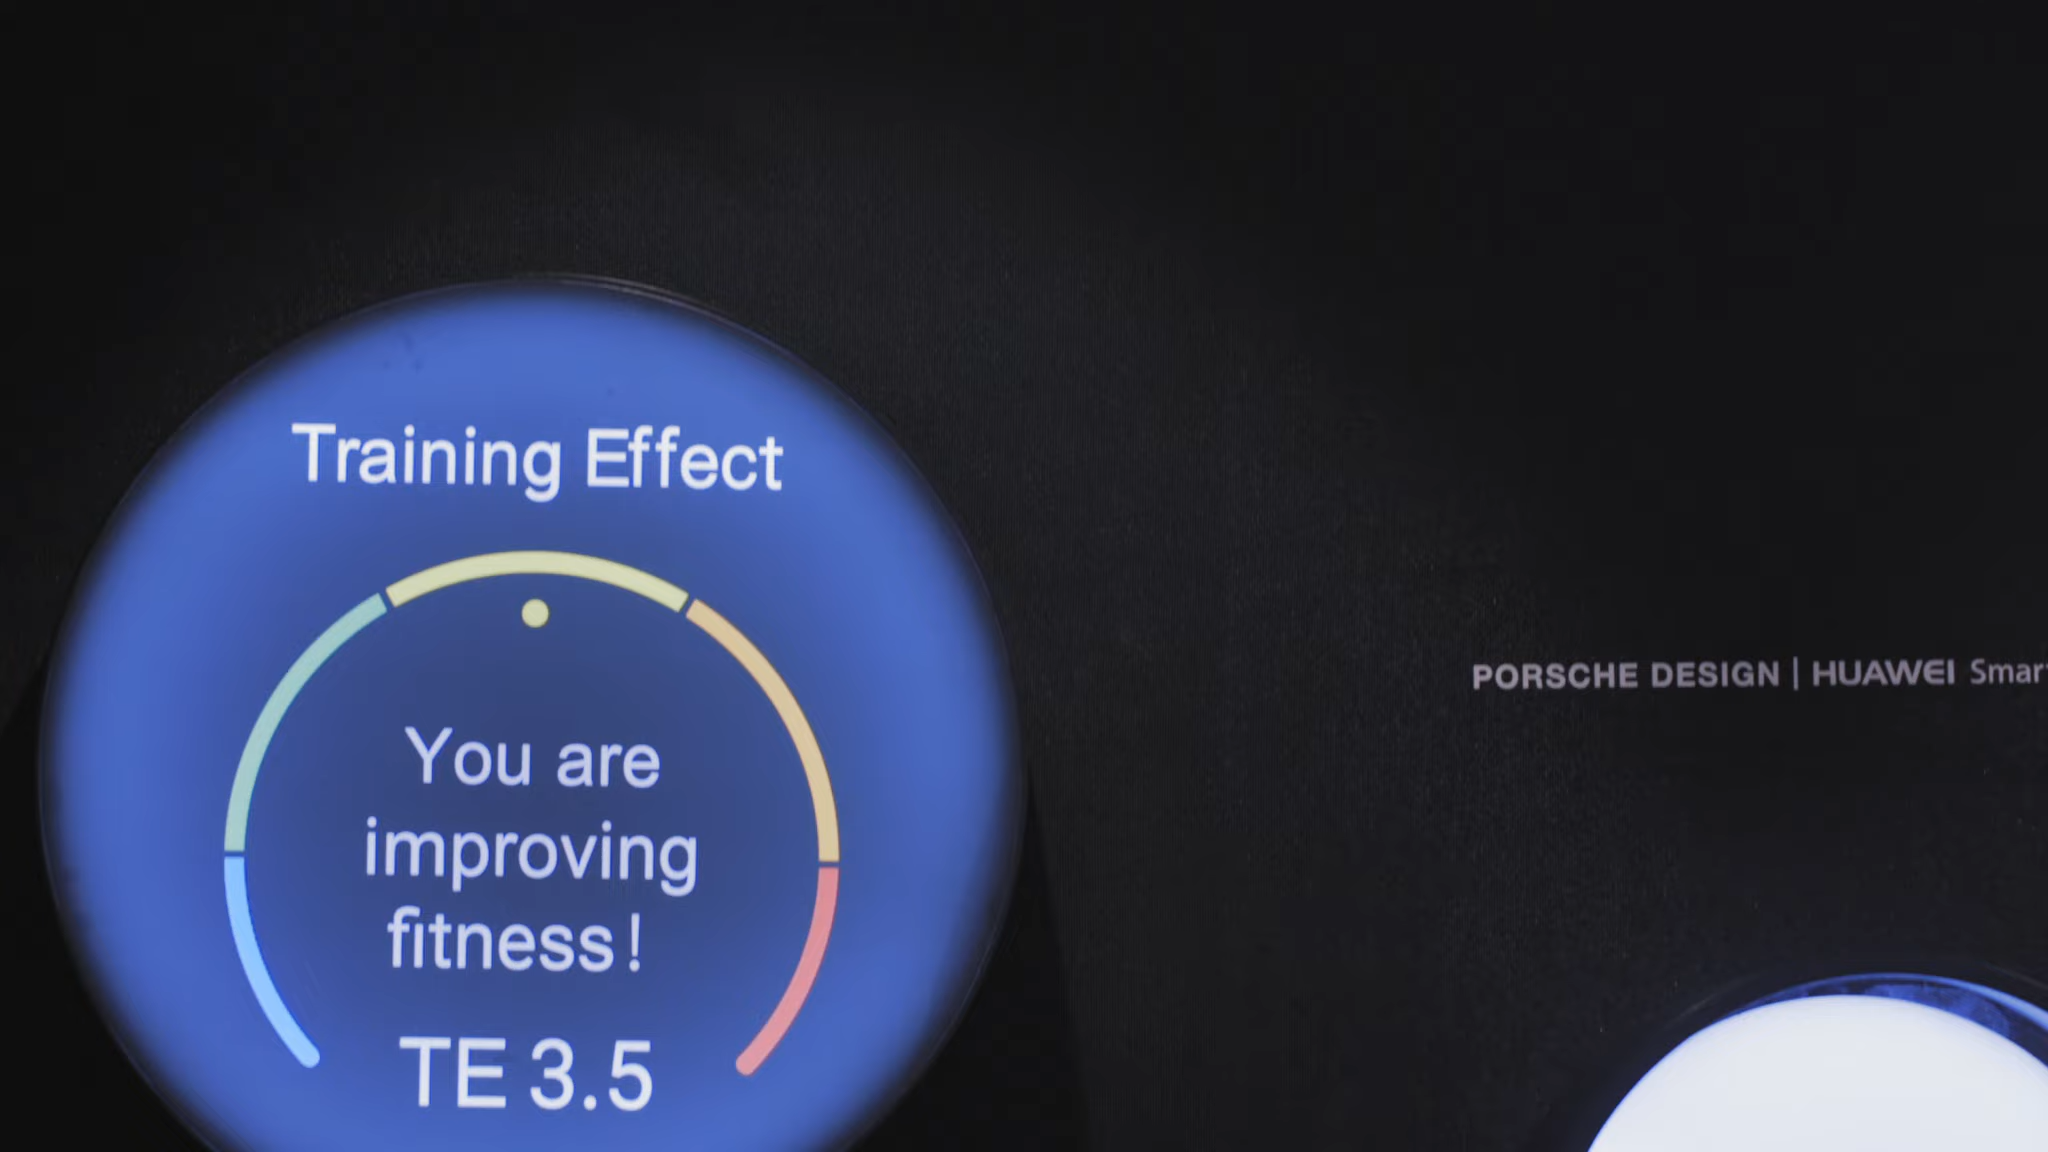 Training Effect
You are
improving
fitness!
TE 3.5
PORSCHE DESIGN | HUAWEI